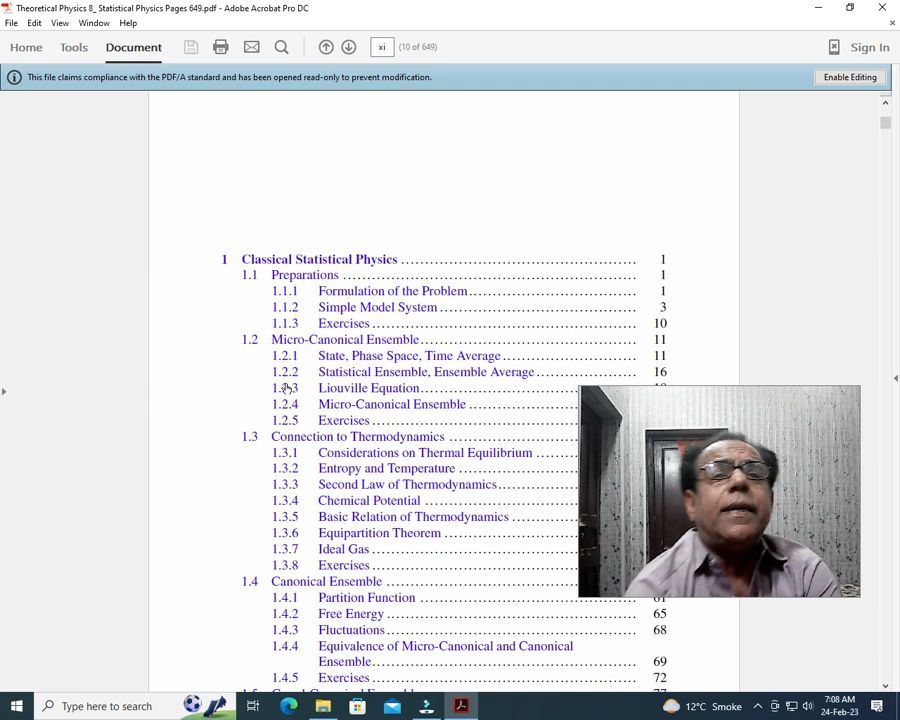 Theoretical Physics 8_ Statistical Physics Pages 649.pdf - Adobe Acrobat Pro DC
File Edit View Window Help
Home Tools Document xi (10 of 649) Sign In
This file claims compliance with the PDF/A standard and has been opened read-only to prevent modification. Enable Editing
1 Classical Statistical Physics 1
1.1 Preparations 1
1.1.1 Formulation of the Problem 1
1.1.2 Simple Model System 3
1.1.3 Exercises 10
1.2 Micro-Canonical Ensemble 11
1.2.1 State, Phase Space, Time Average 11
1.2.2 Statistical Ensemble, Ensemble Average 16
Liouville Equation
1.2.4 Micro-Canonical Ensemble
1.2.5 Exercises
1.3 Connection to Thermodynamics
1.3.1 Considerations on Thermal Equilibrium
1.3.2 Entropy and Temperature
1.3.3 Second Law of Thermodynamics
1.3.4 Chemical Potential
1.3.5 Basic Relation of Thermodynamics
1.3.6 Equipartition Theorem
1.3.7 Ideal Gas
1.3.8 Exercises
1.4 Canonical Ensemble
1.4.1 Partition Function 61
1.4.2 Free Energy 65
1.4.3 Fluctuations 68
1.4.4 Equivalence of Micro-Canonical and Canonical
Ensemble 69
1.4.5 Exercises 72
Type here to search 12°C Smoke 7:08 AM
24-Feb-23